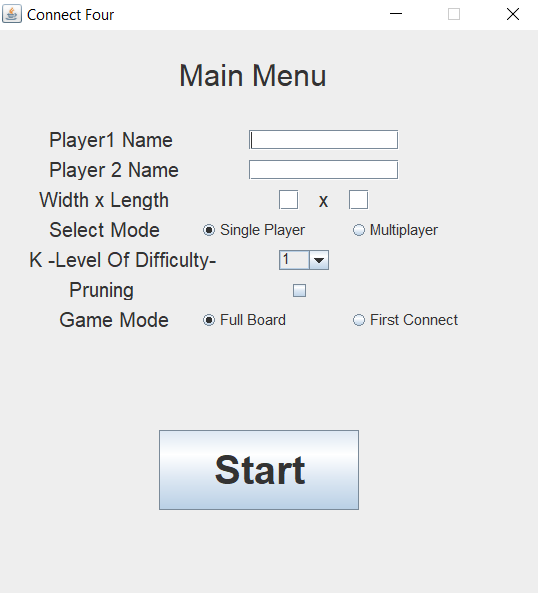 Connect Four
Main Menu
Player1 Name
Player 2 Name
Width x Length x
Select Mode Single Player Multiplayer
K -Level Of Difficulty- 1
Pruning
Game Mode Full Board First Connect
Start